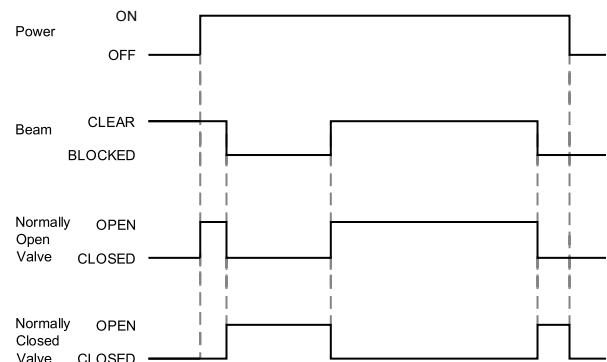 ON
Power
OFF
CLEAR
Beam
BLOCKED
Normally
Open
Valve
OPEN
CLOSED
Normally
Closed
Valve
OPEN
CLOSED